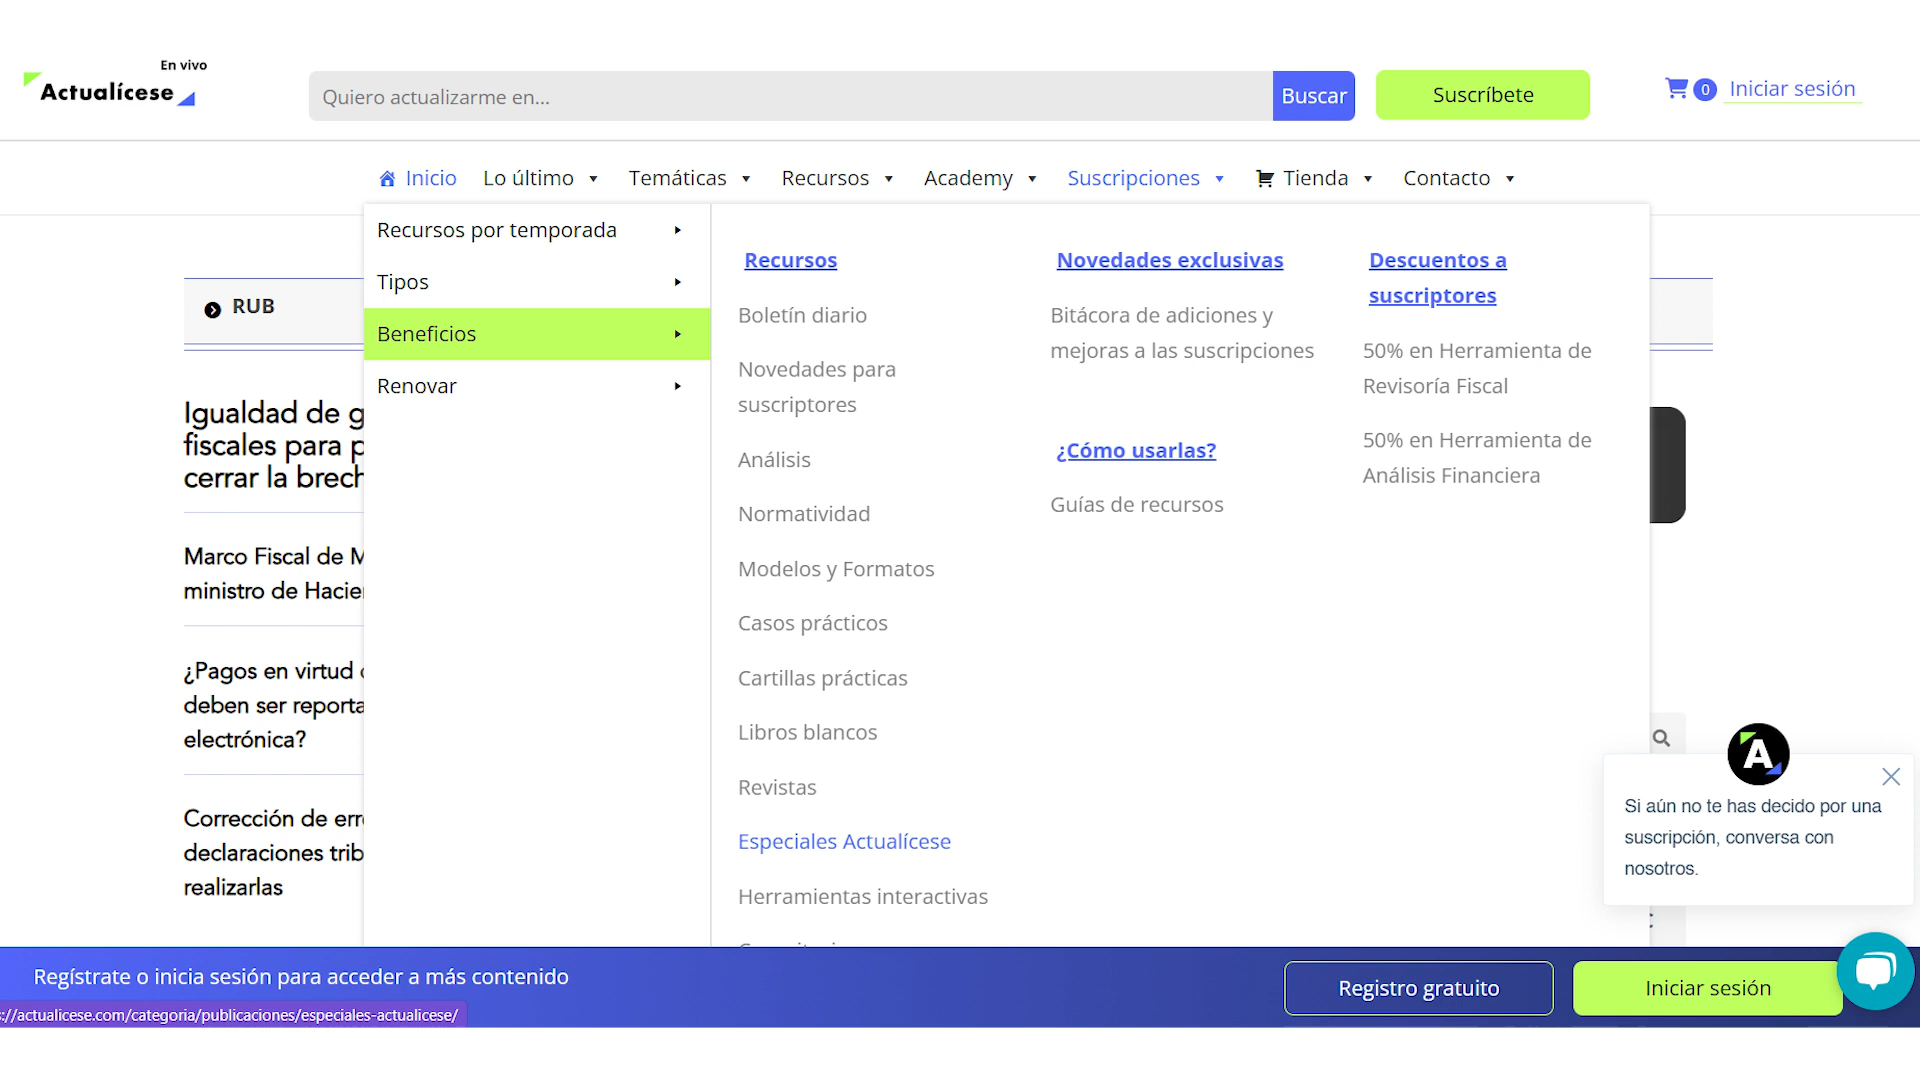 En vivo
Actualícese
Quiero actualizarme en...
Buscar
Suscríbete
0
Iniciar sesión
Inicio
Lo último
Temáticas
Recursos
Academy
Suscripciones
Tienda
Contacto
Recursos por temporada
Tipos
Beneficios
Renovar
Recursos
Boletín diario
Novedades para
suscriptores
Análisis
Normatividad
Modelos y Formatos
Casos prácticos
Cartillas prácticas
Libros blancos
Revistas
Especiales Actualícese
Herramientas interactivas
Novedades exclusivas
Bitácora de adiciones y
mejoras a las suscripciones
¿Cómo usarlas?
Guías de recursos
Descuentos a
suscriptores
50% en Herramienta de
Revisoría Fiscal
50% en Herramienta de
Análisis Financiera
RUB
Igualdad de g
fiscales para p
cerrar la brech
Marco Fiscal de M
ministro de Hacie
¿Pagos en virtud
deben ser reporta
electrónica?
Corrección de err
declaraciones trib
realizarlas
A
Si aún no te has decido por una
suscripción, conversa con
nosotros.
Regístrate o inicia sesión para acceder a más contenido
Registro gratuito
Iniciar sesión
://actualicese.com/categoria/publicaciones/especiales-actualicese/